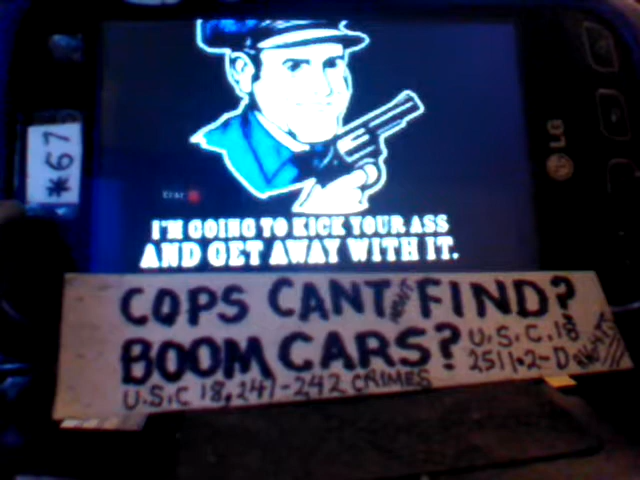 *67
LG
I'M GOING TO KICK YOUR ASS
AND GET AWAY WITH IT.
COPS CANT WONT FIND?
BOOM CARS? U.S.C.18,
2511.2-D
U.S.C 18,241-242 CRIMES